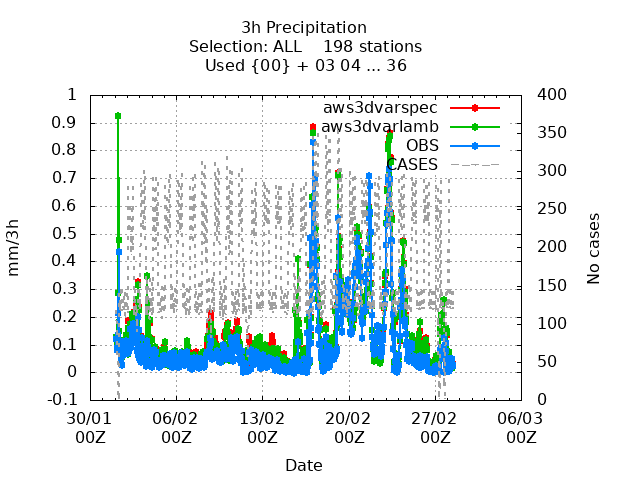 3h Precipitation
Selection: ALL    198 stations
Used {00} + 03 04 ... 36
aws3dvarspec
aws3dvarlamb
OBS
CASES
mm/3h
1
0.9
0.8
0.7
0.6
0.5
0.4
0.3
0.2
0.1
0
-0.1
400
350
300
250
200
150
100
50
0
No cases
30/01 06/02 13/02 20/02 27/02 06/03
00Z 00Z 00Z 00Z 00Z 00Z
Date